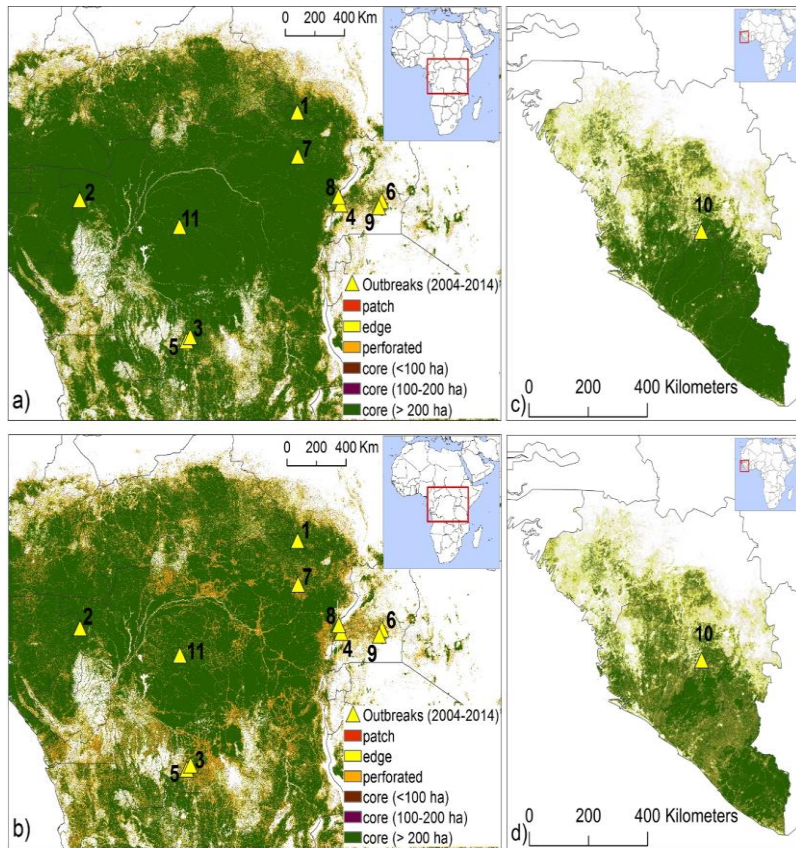 0 200 400 Km
1
7
2
8
6
4
9
11
3
5
Outbreaks (2004-2014)
patch
edge
perforated
core (<100 ha)
core (100-200 ha)
core (> 200 ha)
a)
10
0 200 400 Kilometers
c)
0 200 400 Km
1
7
2
8
6
4
9
11
3
5
Outbreaks (2004-2014)
patch
edge
perforated
core (<100 ha)
core (100-200 ha)
core (> 200 ha)
b)
10
0 200 400 Kilometers
d)